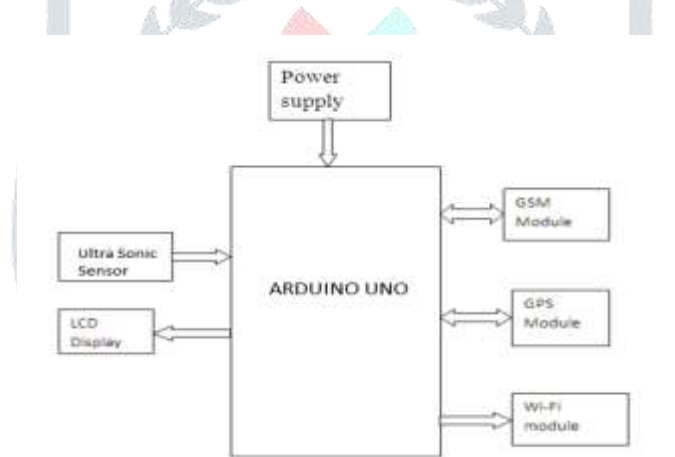 Power
supply
GSM
Module
Ultra Sonic
Sensor
ARDUINO UNO
GPS
Module
LCD
Display
Wi-Fi
module